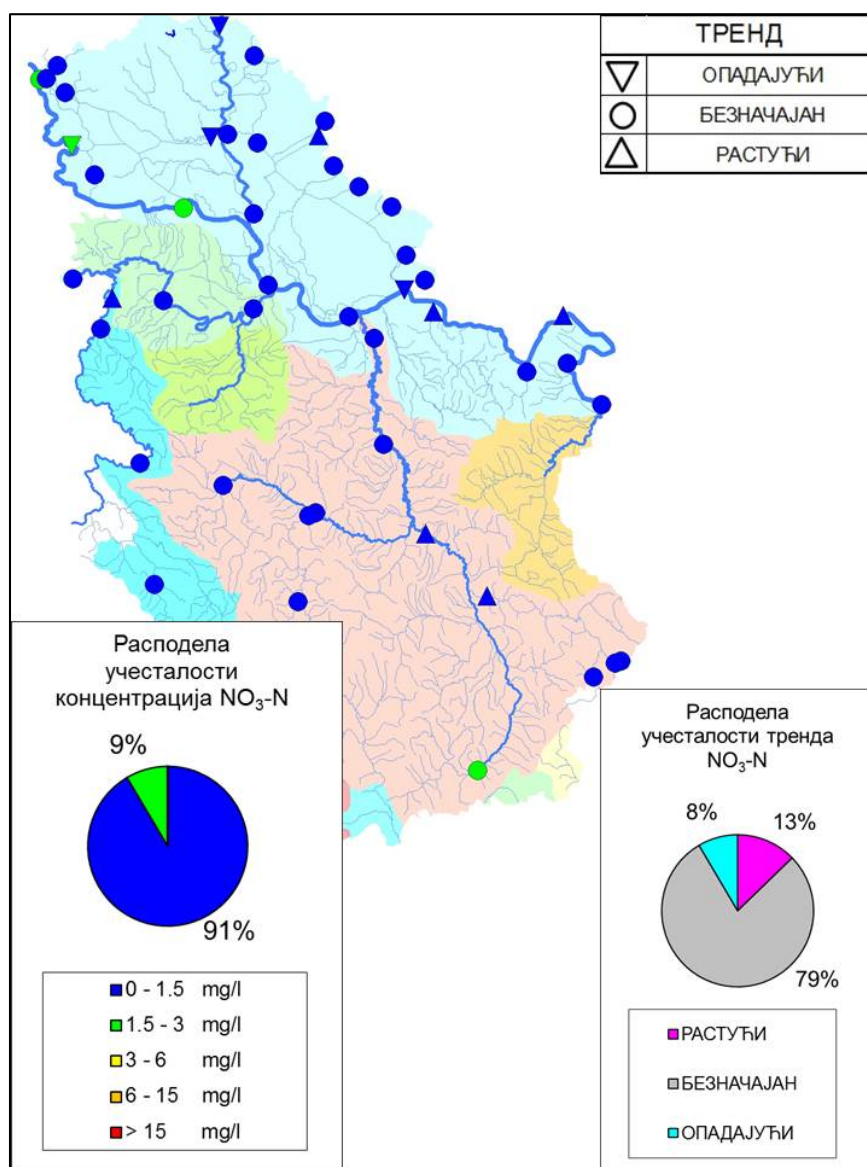 ТРЕНД
ОПАДАЈУЋИ
БЕЗНАЧАЈАН
РАСТУЋИ
Расподела
учесталости
концентрација NO₃-N
9%
91%
0 - 1.5 mg/l
1.5 - 3 mg/l
3 - 6 mg/l
6 - 15 mg/l
> 15 mg/l
Расподела
учесталости тренда
NO₃-N
8%
13%
79%
РАСТУЋИ
БЕЗНАЧАЈАН
ОПАДАЈУЋИ